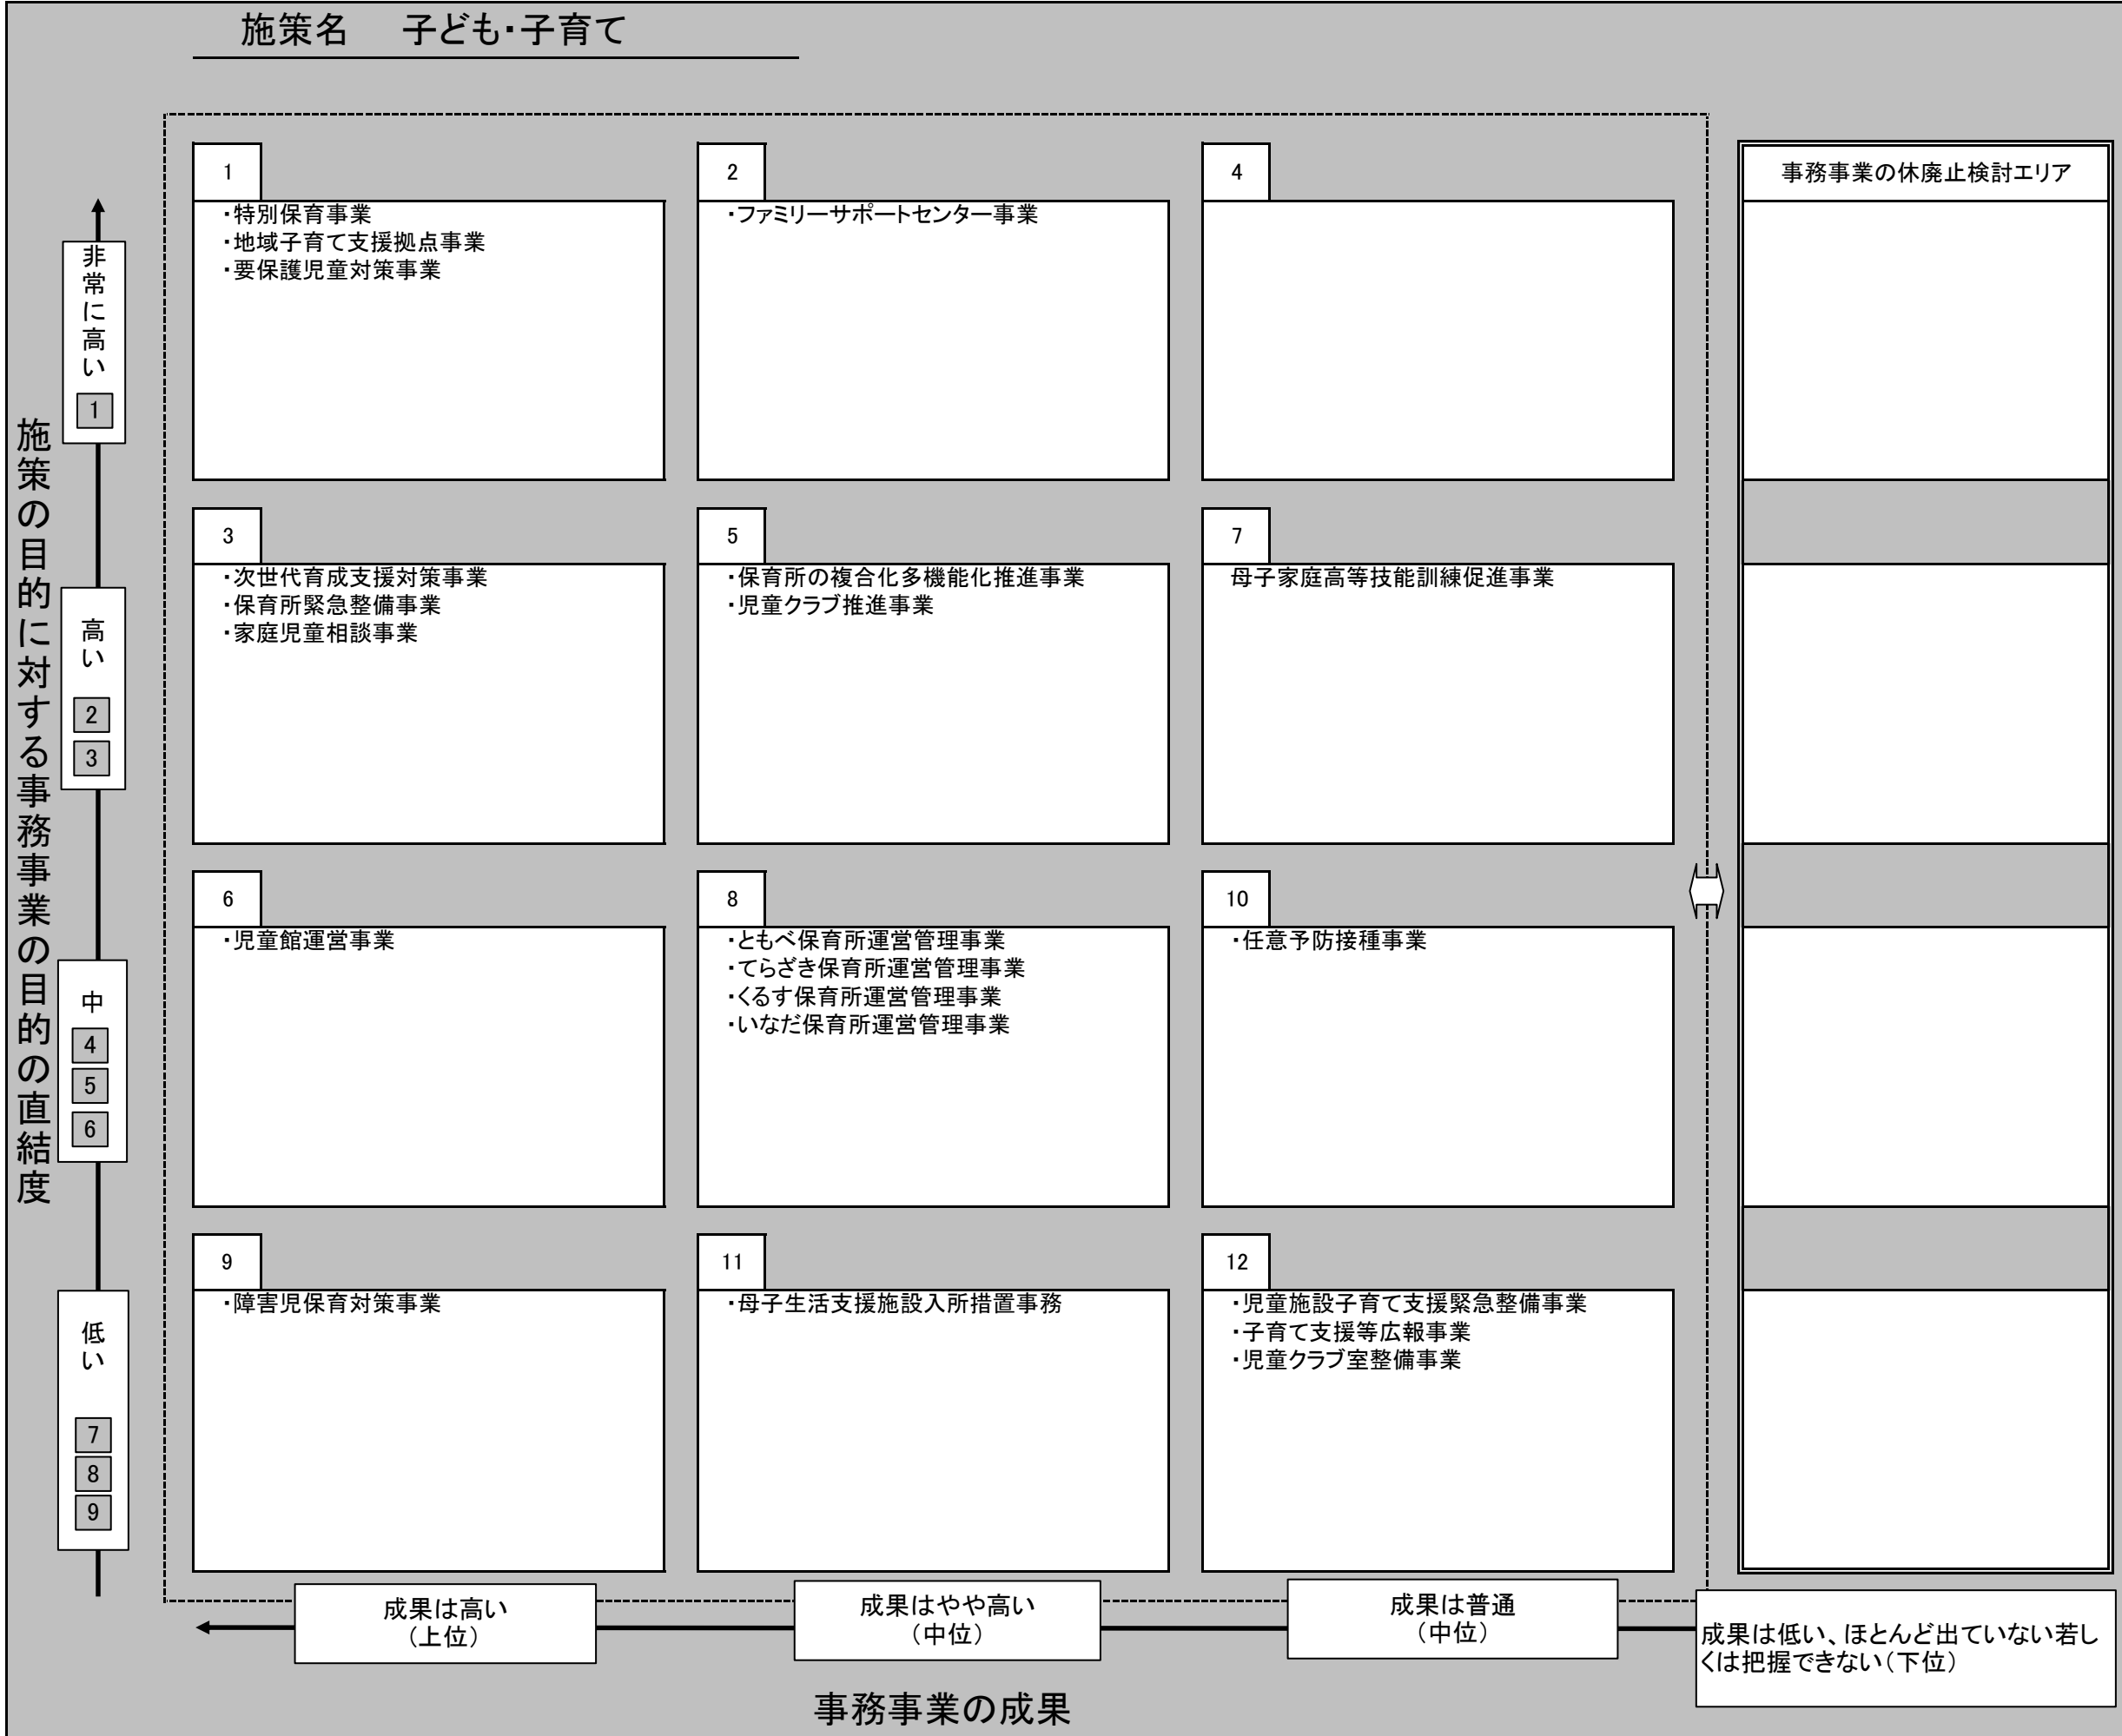 施策名　子ども・子育て
施策の目的に対する事務事業の目的の直結度
非常に高い
1
高い
2
3
中
4
5
6
低い
7
8
9
1
・特別保育事業
・地域子育て支援拠点事業
・要保護児童対策事業
2
・ファミリーサポートセンター事業
4
事務事業の休廃止検討エリア
3
・次世代育成支援対策事業
・保育所緊急整備事業
・家庭児童相談事業
5
・保育所の複合化多機能化推進事業
・児童クラブ推進事業
7
母子家庭高等技能訓練促進事業
6
・児童館運営事業
8
・ともべ保育所運営管理事業
・てらざき保育所運営管理事業
・くるす保育所運営管理事業
・いなだ保育所運営管理事業
10
・任意予防接種事業
9
・障害児保育対策事業
11
・母子生活支援施設入所措置事務
12
・児童施設子育て支援緊急整備事業
・子育て支援等広報事業
・児童クラブ室整備事業
成果は高い
（上位）
成果はやや高い
（中位）
成果は普通
（中位）
成果は低い、ほとんど出ていない若し
くは把握できない（下位）
事務事業の成果